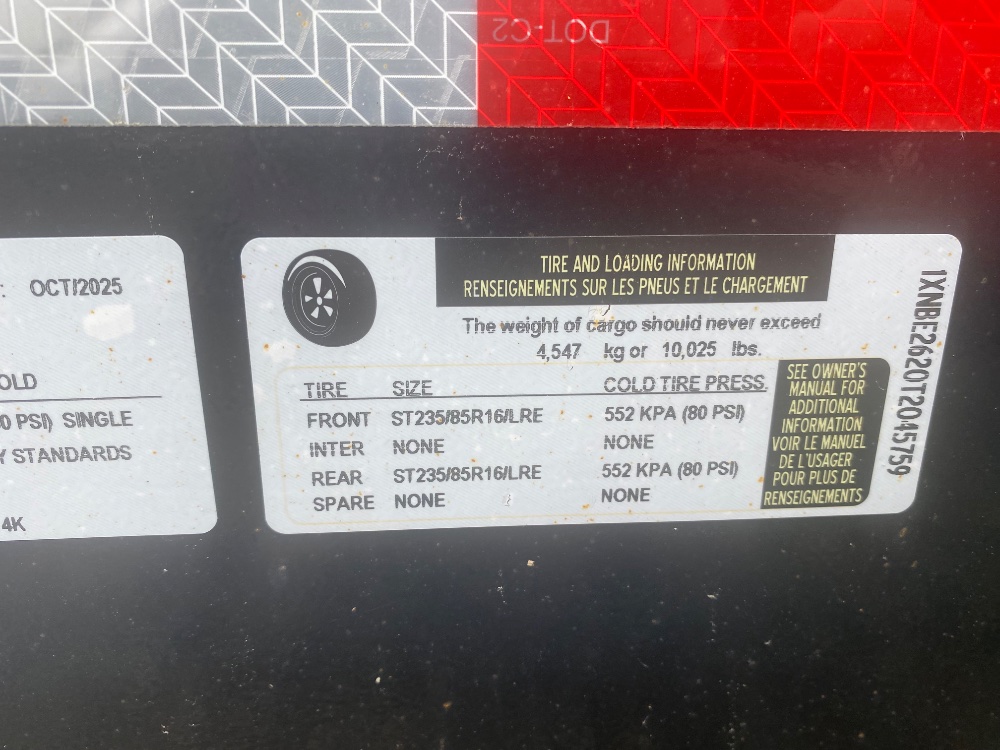 DOT-C2
: OCT/2025
OLD
0 PSI) SINGLE
Y STANDARDS
4K
TIRE AND LOADING INFORMATION
RENSEIGNEMENTS SUR LES PNEUS ET LE CHARGEMENT
The weight of cargo should never exceed
4,547 kg or 10,025 lbs.
TIRE SIZE COLD TIRE PRESS.
FRONT ST235/85R16/LRE 552 KPA (80 PSI)
INTER NONE NONE
REAR ST235/85R16/LRE 552 KPA (80 PSI)
SPARE NONE NONE
SEE OWNER'S
MANUAL FOR
ADDITIONAL
INFORMATION
VOIR LE MANUEL
DE L'USAGER
POUR PLUS DE
RENSEIGNEMENTS
1XNBE2620T2045759